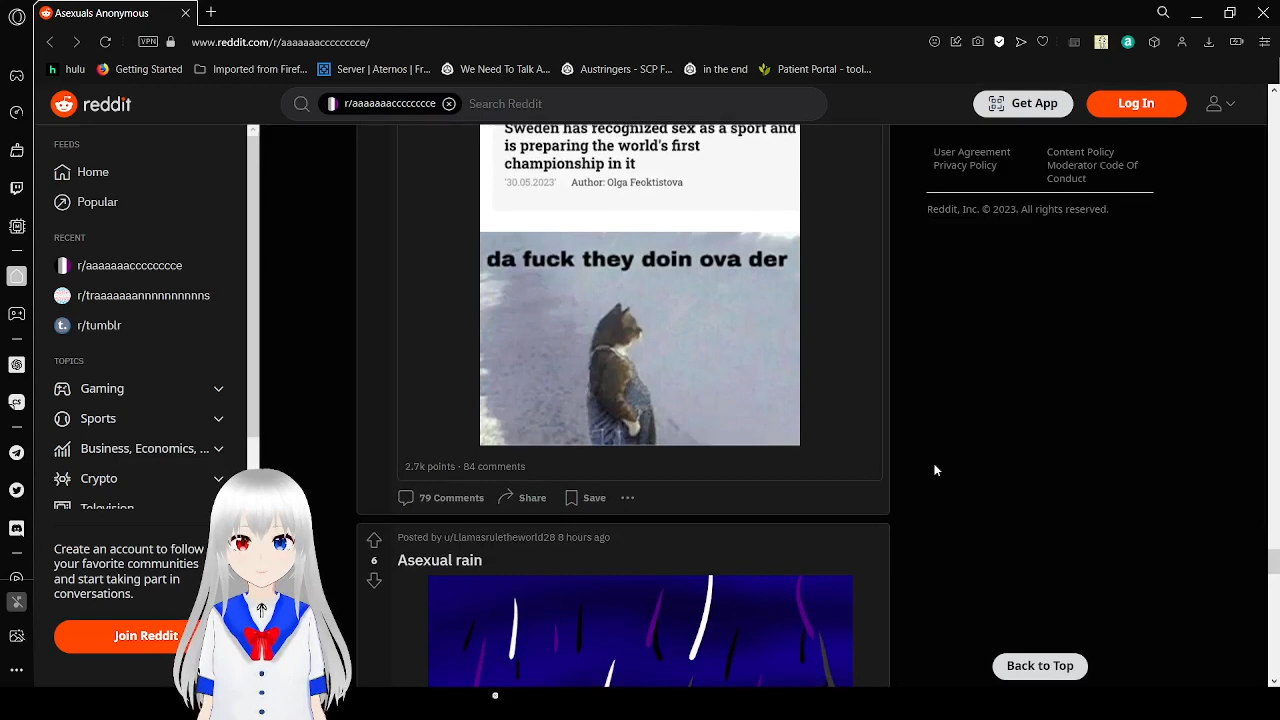 Asexuals Anonymous
VPN
www.reddit.com/r/aaaaaaaccccccccce/
h hulu
Getting Started
Imported from Firef...
Server | Aternos | Fr...
We Need To Talk A...
Austringers - SCP F...
in the end
Patient Portal - tool...
reddit
r/aaaaaaaccccccccce
Search Reddit
Get App
Log In
FEEDS
Home
Popular
RECENT
r/aaaaaaaccccccccce
r/traaaaaaannnnnnnnnns
t. r/tumblr
TOPICS
Gaming
Sports
Business, Economics, ...
Crypto
Television
Create an account to follow
your favorite communities
and start taking part in
conversations.
Join Reddit
Sweden has recognized sex as a sport and
is preparing the world's first
championship in it
'30.05.2023' Author: Olga Feoktistova
da fuck they doin ova der
2.7k points · 84 comments
79 Comments
Share
Save
Posted by u/Llamasruletheworld28 8 hours ago
6
Asexual rain
User Agreement
Privacy Policy
Content Policy
Moderator Code Of
Conduct
Reddit, Inc. © 2023. All rights reserved.
Back to Top